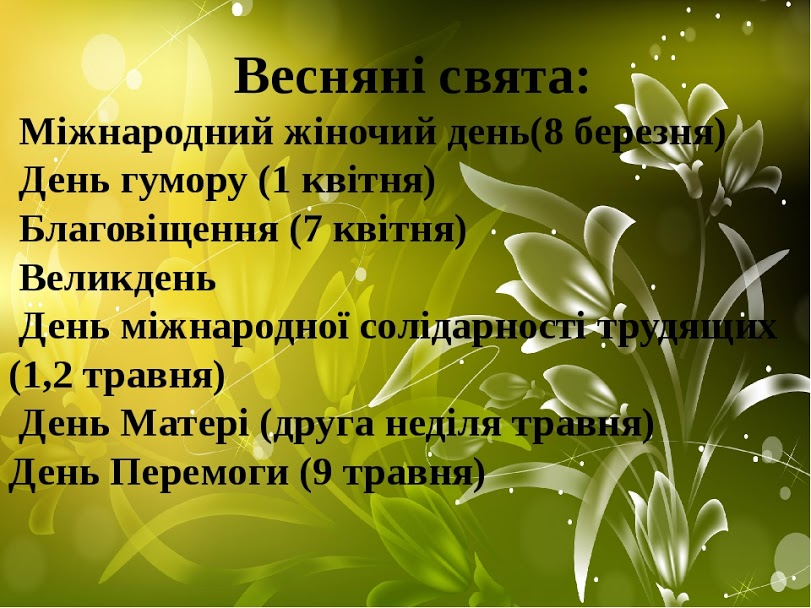 Весняні свята:
Міжнародний жіночий день(8 березня)
День гумору (1 квітня)
Благовіщення (7 квітня)
Великдень
День міжнародної солідарності трудящих
(1,2 травня)
День Матері (друга неділя травня)
День Перемоги (9 травня)